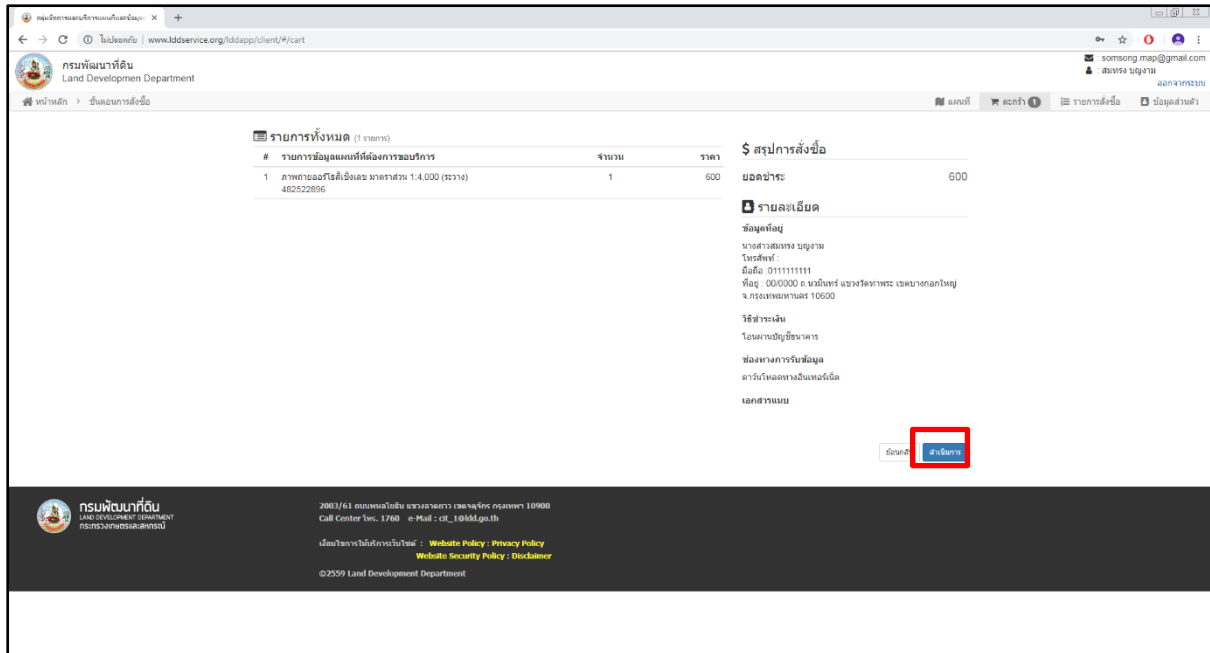 กลุ่มจัดการและบริการแผนที่และข้อมูล
ไม่ปลอดภัย | www.lddservice.org/lddapp/client/#/cart
กรมพัฒนาที่ดิน
Land Developmen Department
: somsong.map@gmail.com
: สมทรง บุญงาม
ออกจากระบบ
หน้าหลัก > ขั้นตอนการสั่งซื้อ
แผนที่ ตะกร้า 1 รายการสั่งซื้อ ข้อมูลส่วนตัว
รายการทั้งหมด (1 รายการ)
# รายการข้อมูลแผนที่ที่ต้องการขอบริการ จำนวน ราคา
1 ภาพถ่ายออร์โธสีเชิงเลข มาตราส่วน 1:4,000 (ระวาง) 1 600
482522896
$ สรุปการสั่งซื้อ
ยอดชำระ 600
รายละเอียด
ข้อมูลที่อยู่
นางสาวสมทรง บุญงาม
โทรศัพท์ :
มือถือ :0111111111
ที่อยู่ : 00/0000 ถ.นวมินทร์ แขวงวัดท่าพระ เขตบางกอกใหญ่
จ.กรุงเทพมหานคร 10600
วิธีชำระเงิน
โอนผ่านบัญชีธนาคาร
ช่องทางการรับข้อมูล
ดาวน์โหลดทางอินเทอร์เน็ต
เอกสารแนบ
ย้อนกลับ ดำเนินการ
กรมพัฒนาที่ดิน
LAND DEVELOPMENT DEPARTMENT
กระทรวงเกษตรและสหกรณ์
2003/61 ถนนพหลโยธิน แขวงลาดยาว เขตจตุจักร กรุงเทพฯ 10900
Call Center โทร. 1760 e-Mail : cit_1@ldd.go.th
เงื่อนไขการให้บริการเว็บไซต์ : Website Policy : Privacy Policy
Website Security Policy : Disclaimer
©2559 Land Development Department